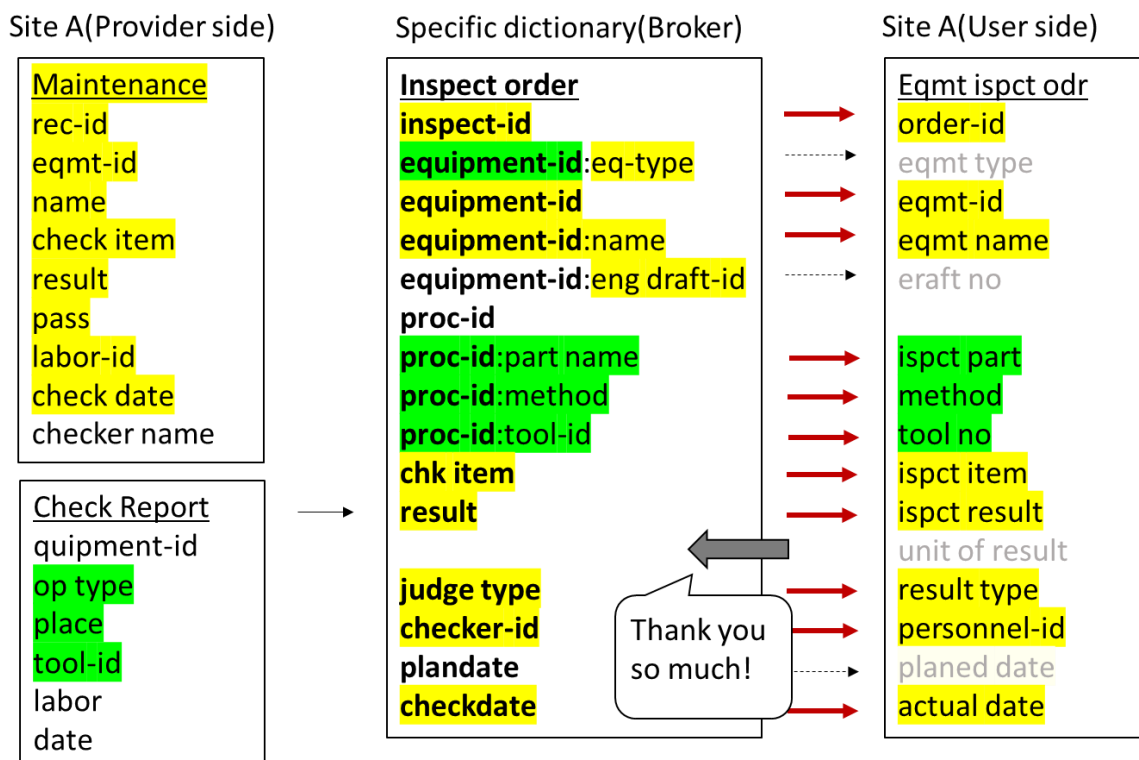 Site A(Provider side)
Maintenance
rec-id
eqmt-id
name
check item
result
pass
labor-id
check date
checker name
Check Report
quipment-id
op type
place
tool-id
labor
date
Specific dictionary(Broker)
Inspect order
inspect-id
equipment-id:eq-type
equipment-id
equipment-id:name
equipment-id:eng draft-id
proc-id
proc-id:part name
proc-id:method
proc-id:tool-id
chk item
result
judge type
checker-id
plandate
checkdate
Thank you
so much!
Site A(User side)
Eqmt ispct odr
order-id
eqmt type
eqmt-id
eqmt name
eraft no
ispct part
method
tool no
ispct item
ispct result
unit of result
result type
personnel-id
planed date
actual date